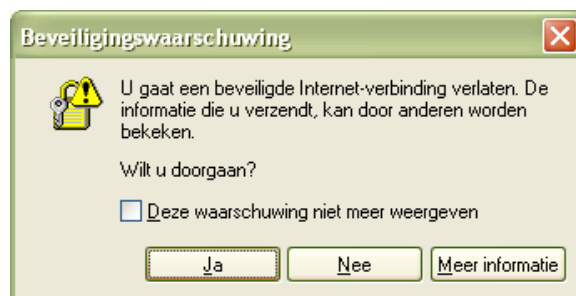 Beveiligingswaarschuwing
U gaat een beveiligde Internet-verbinding verlaten. De
informatie die u verzendt, kan door anderen worden
bekeken.
Wilt u doorgaan?
Deze waarschuwing niet meer weergeven
Ja
Nee
Meer informatie